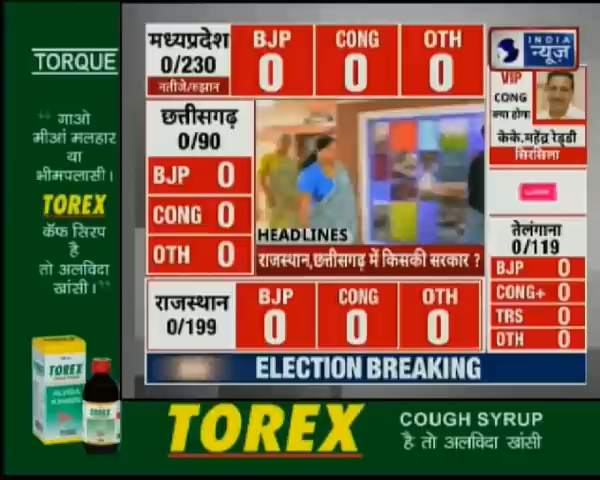 TORQUE
“ गाओ
मीआं मलहार
या
भीमपलासी।
TOREX
कॅफ सिरप
है
तो अलविदा
खांसी।”
TOREX
TOREX
मध्यप्रदेश
0/230
नतीजे/रुझान
BJP
0
CONG
0
OTH
0
INDIA
न्यूज़
छत्तीसगढ़
0/90
BJP 0
CONG 0
OTH 0
HEADLINES
राजस्थान,छत्तीसगढ़ में किसकी सरकार ?
VIP
CONG
क्या होगा
केके.महेंद्र रेड्डी
सिरसिला
तेलंगाना
0/119
BJP 0
CONG+ 0
TRS 0
OTH 0
राजस्थान
0/199
BJP
0
CONG
0
OTH
0
ELECTION BREAKING
TOREX
COUGH SYRUP
है तो अलविदा खांसी